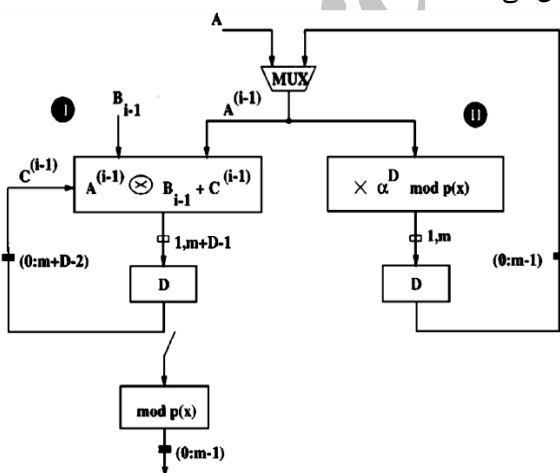 A
MUX
B i-1
A (i-1)
I
II
C (i-1)
A (i-1) ⊗ B i-1 + C (i-1)
× α D mod p(x)
1,m+D-1
1,m
(0:m+D-2)
(0:m-1)
D
D
mod p(x)
(0:m-1)